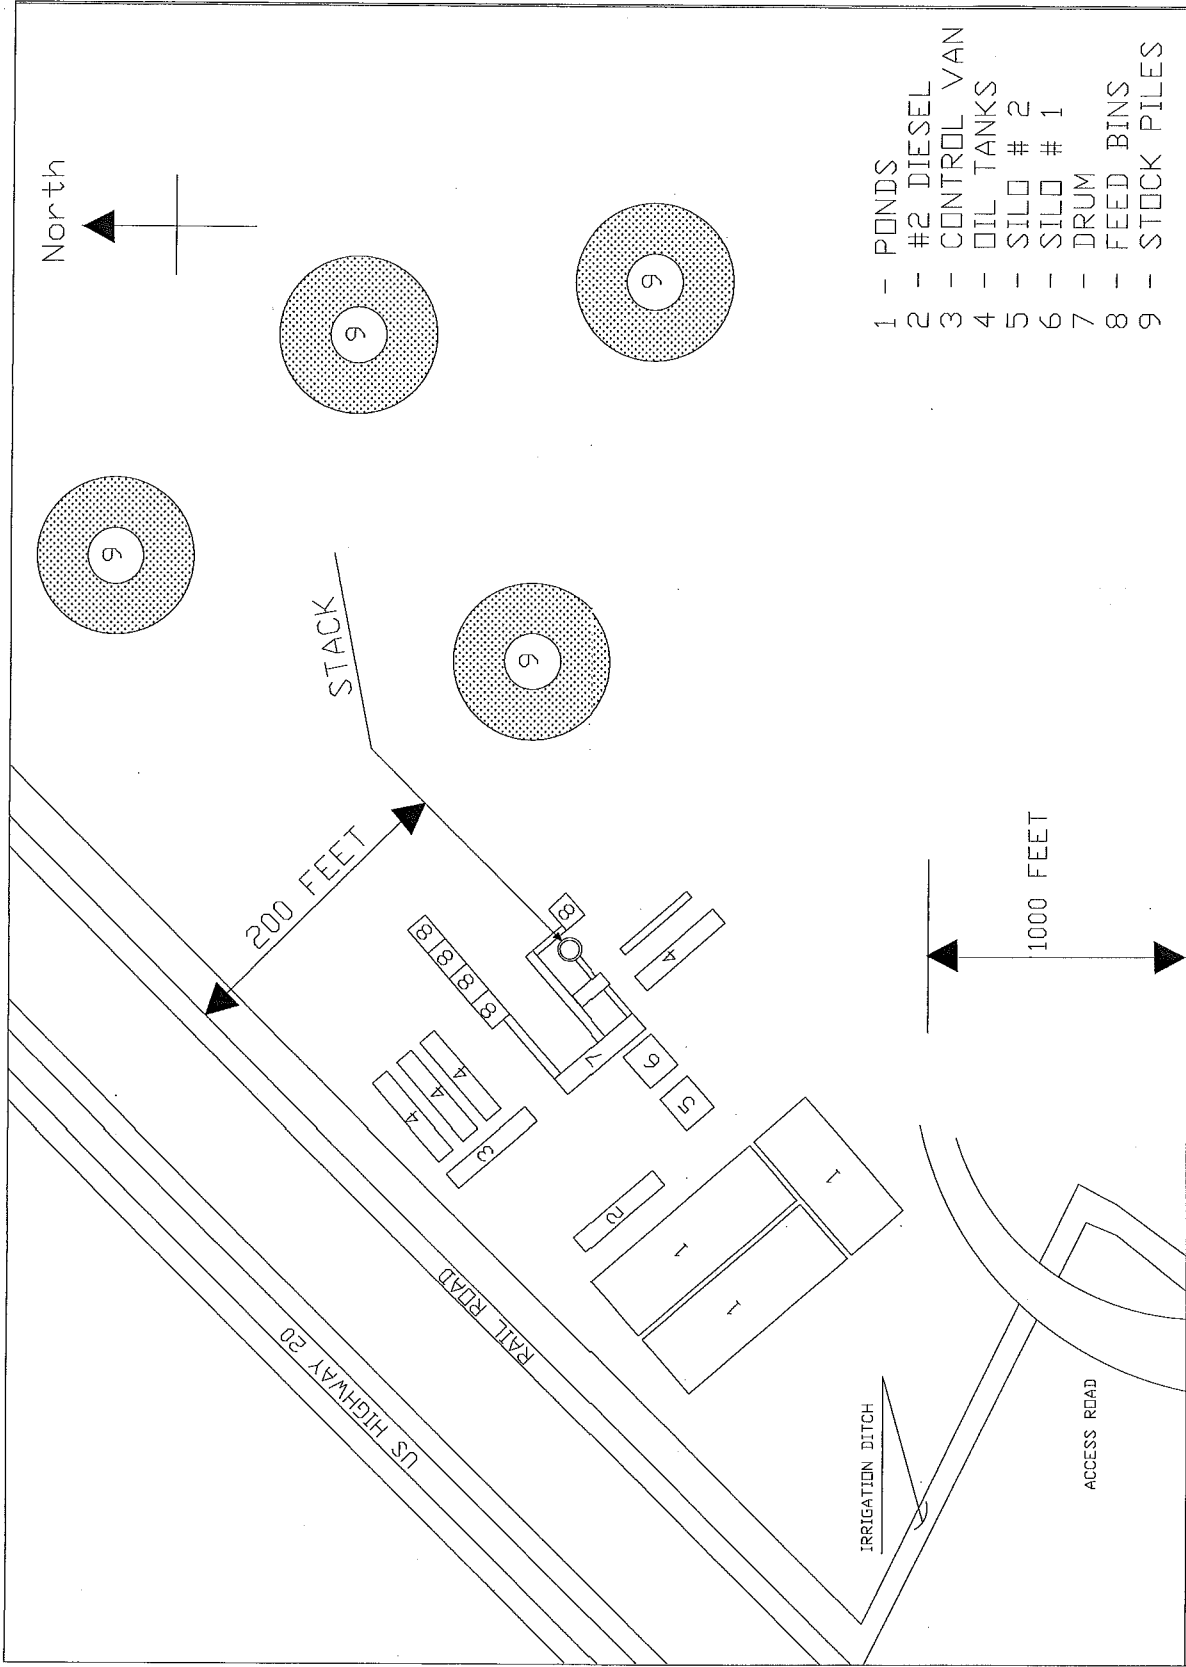 North
9
9
9
9
STACK
200 FEET
8
8
8
8
8
8
4
4
4
4
3
7
6
5
2
1
1
1
RAIL ROAD
US HIGHWAY 20
IRRIGATION DITCH
ACCESS ROAD
1000 FEET
1 - PONDS
2 - #2 DIESEL
3 - CONTROL VAN
4 - OIL TANKS
5 - SILO # 2
6 - SILO # 1
7 - DRUM
8 - FEED BINS
9 - STOCK PILES